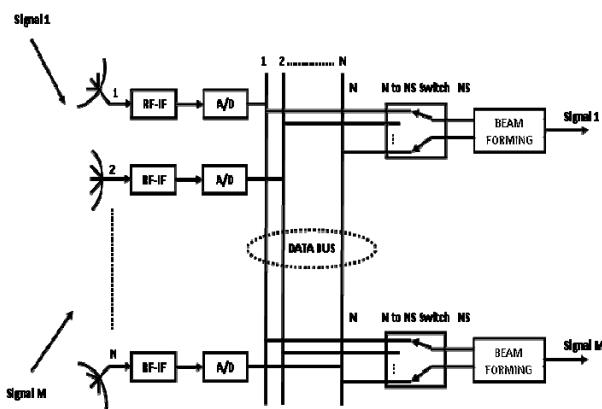 Signal 1
1 2 ............... N
1 RF-IF A/D
N N to NS Switch NS
BEAM FORMING
Signal 1
2 RF-IF A/D
DATA BUS
N N to NS Switch NS
N RF-IF A/D
BEAM FORMING
Signal M
Signal M